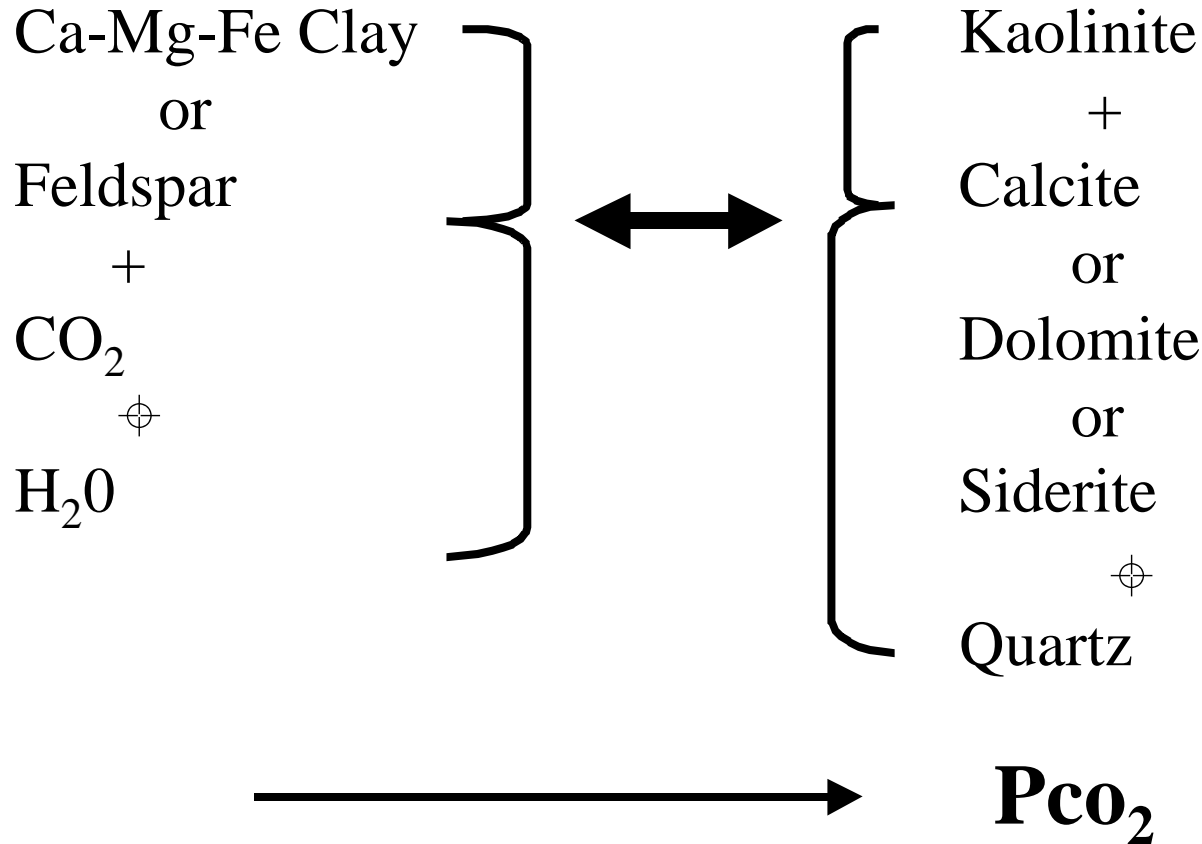 Ca-Mg-Fe Clay
or
Feldspar
+
CO₂
⌖
H₂0
Kaolinite
+
Calcite
or
Dolomite
or
Siderite
⌖
Quartz
Pco₂